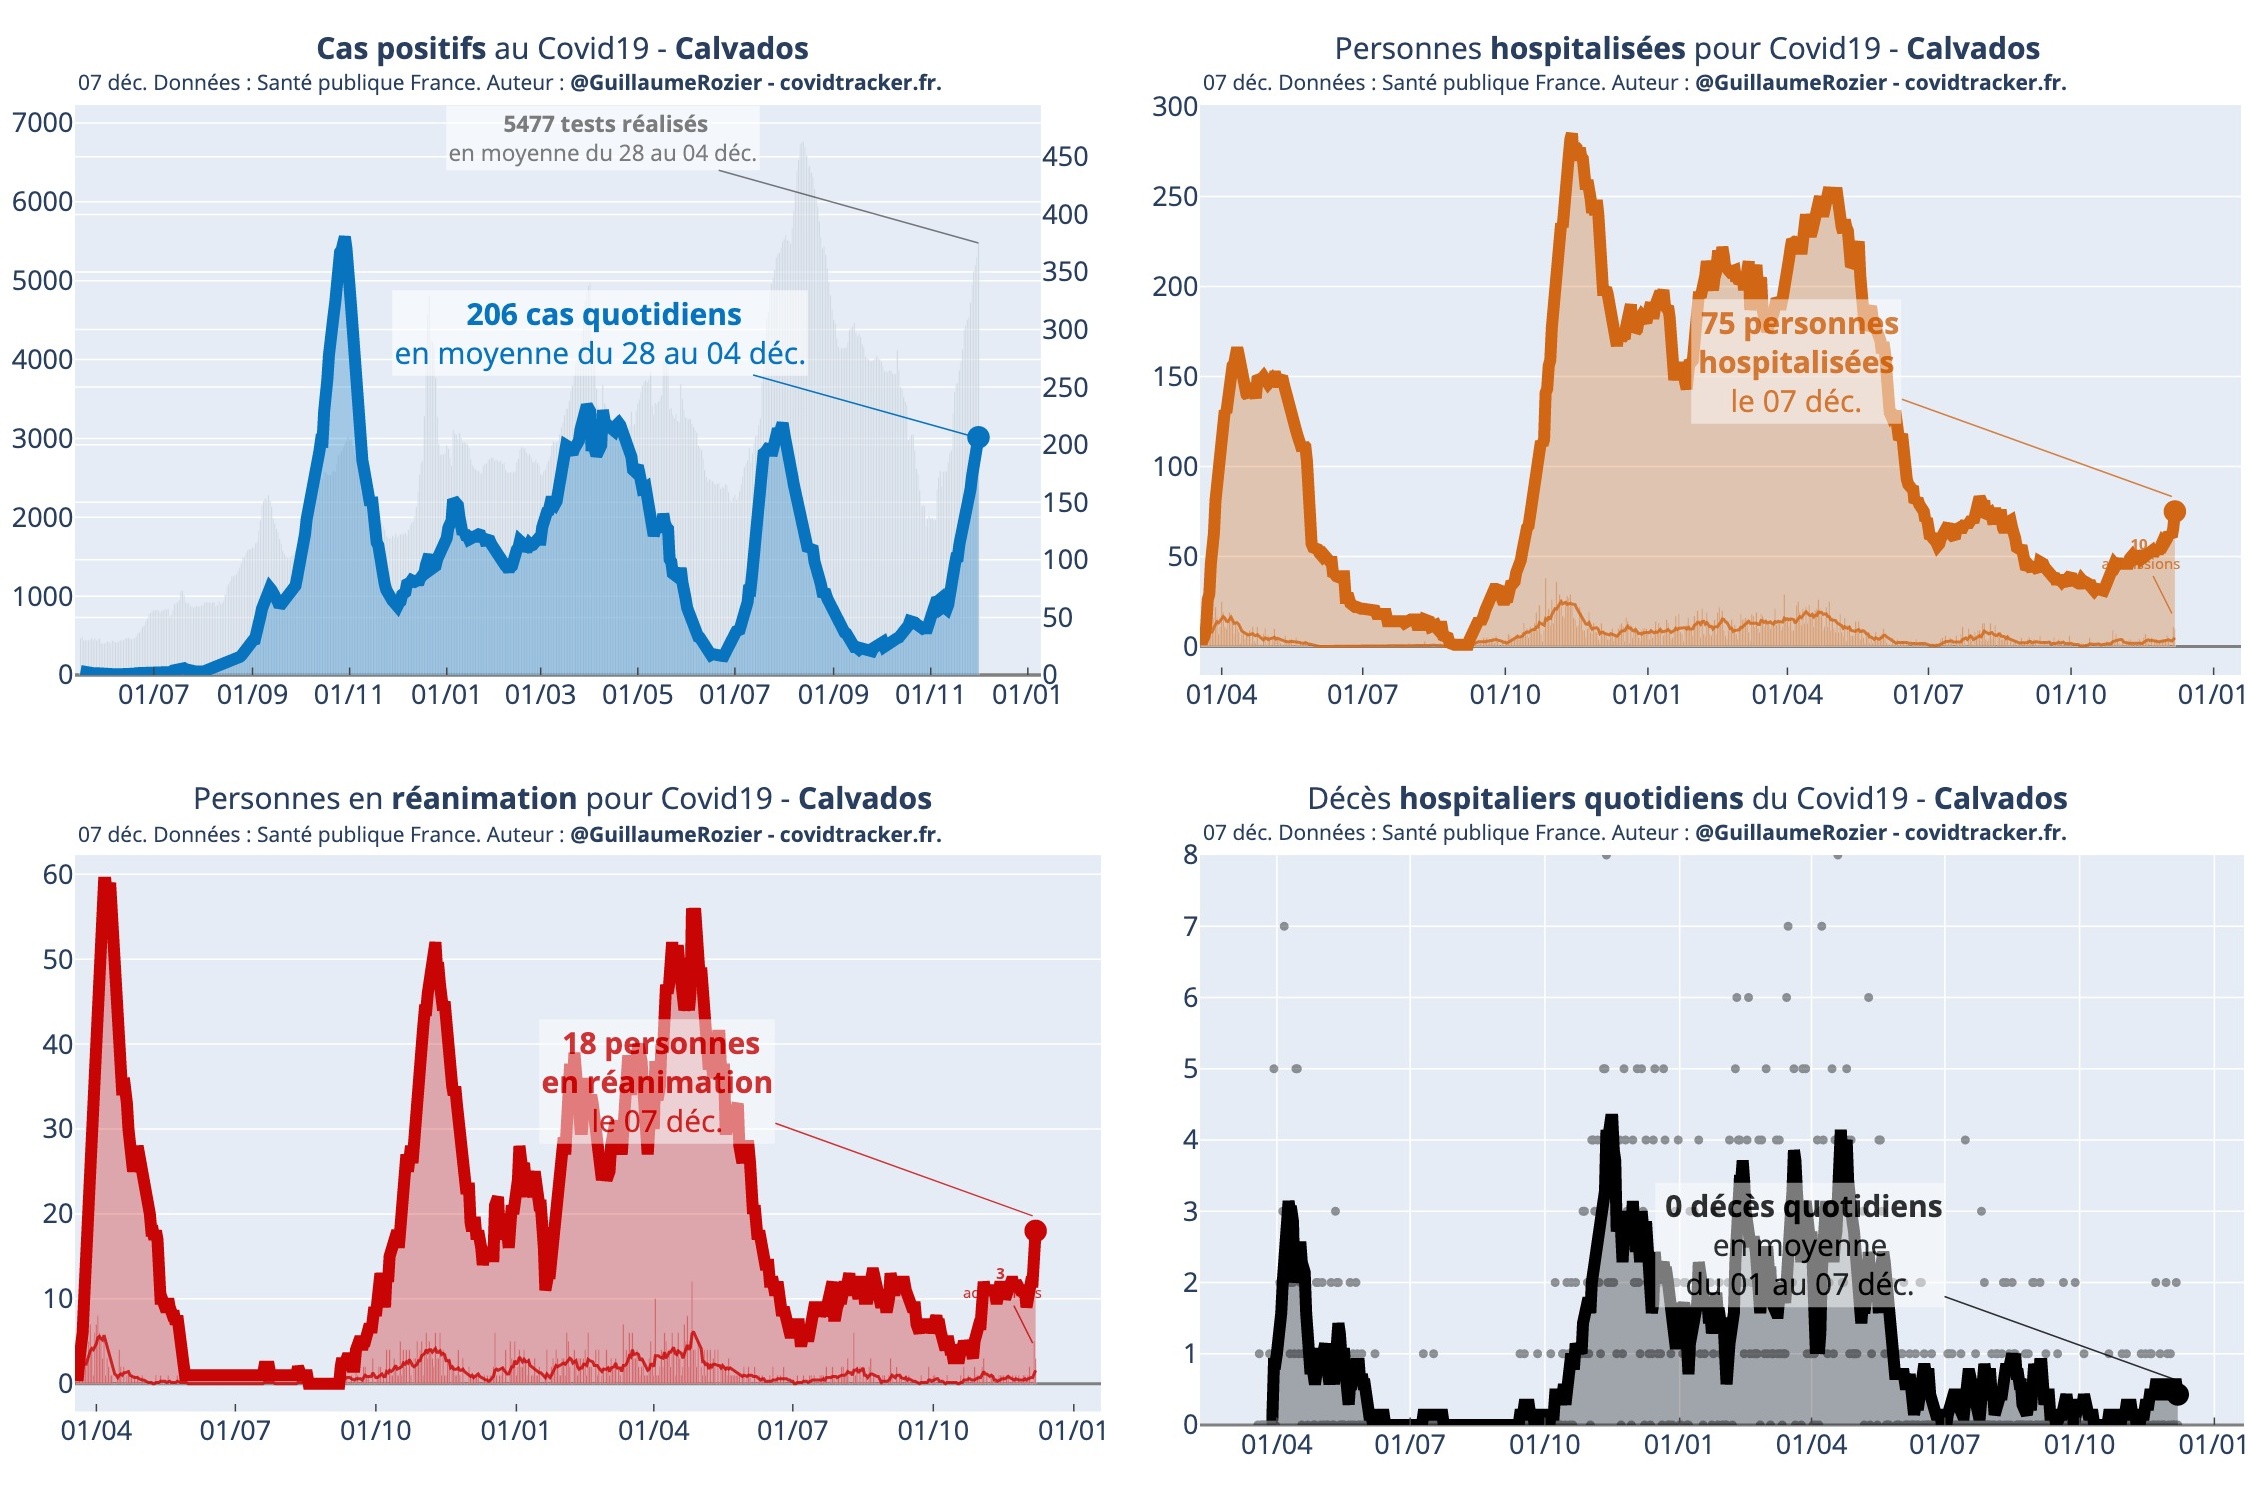 Cas positifs au Covid19 - Calvados
07 déc. Données : Santé publique France. Auteur : @GuillaumeRozier - covidtracker.fr.
7000
6000
5000
4000
3000
2000
1000
0
450
400
350
300
250
200
150
100
50
0
5477 tests réalisés
en moyenne du 28 au 04 déc.
206 cas quotidiens
en moyenne du 28 au 04 déc.
01/07 01/09 01/11 01/01 01/03 01/05 01/07 01/09 01/11 01/01
Personnes hospitalisées pour Covid19 - Calvados
07 déc. Données : Santé publique France. Auteur : @GuillaumeRozier - covidtracker.fr.
300
250
200
150
100
50
0
75 personnes
hospitalisées
le 07 déc.
10
01/04 01/07 01/10 01/01 01/04 01/07 01/10 01/01
Personnes en réanimation pour Covid19 - Calvados
07 déc. Données : Santé publique France. Auteur : @GuillaumeRozier - covidtracker.fr.
60
50
40
30
20
10
0
18 personnes
en réanimation
le 07 déc.
3
01/04 01/07 01/10 01/01 01/04 01/07 01/10 01/01
Décès hospitaliers quotidiens du Covid19 - Calvados
07 déc. Données : Santé publique France. Auteur : @GuillaumeRozier - covidtracker.fr.
8
7
6
5
4
3
2
1
0
0 décès quotidiens
en moyenne
du 01 au 07 déc.
01/04 01/07 01/10 01/01 01/04 01/07 01/10 01/01